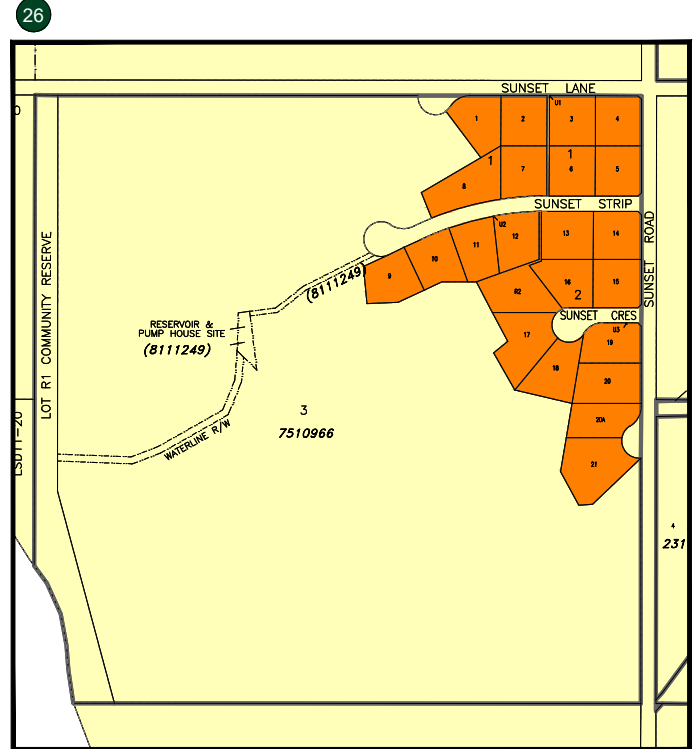 26
SUNSET LANE
U1
1
2
3
4
1
1
8
7
6
5
SUNSET STRIP
U2
9
10
11
12
13
14
16
15
2
R2
SUNSET CRES
U3
17
18
19
20
20A
21
SUNSET ROAD
LOT R1 COMMUNITY RESERVE
(8111249)
RESERVOIR &
PUMP HOUSE SITE
(8111249)
WATERLINE R/W
3
7510966
LSD11-20
4
231